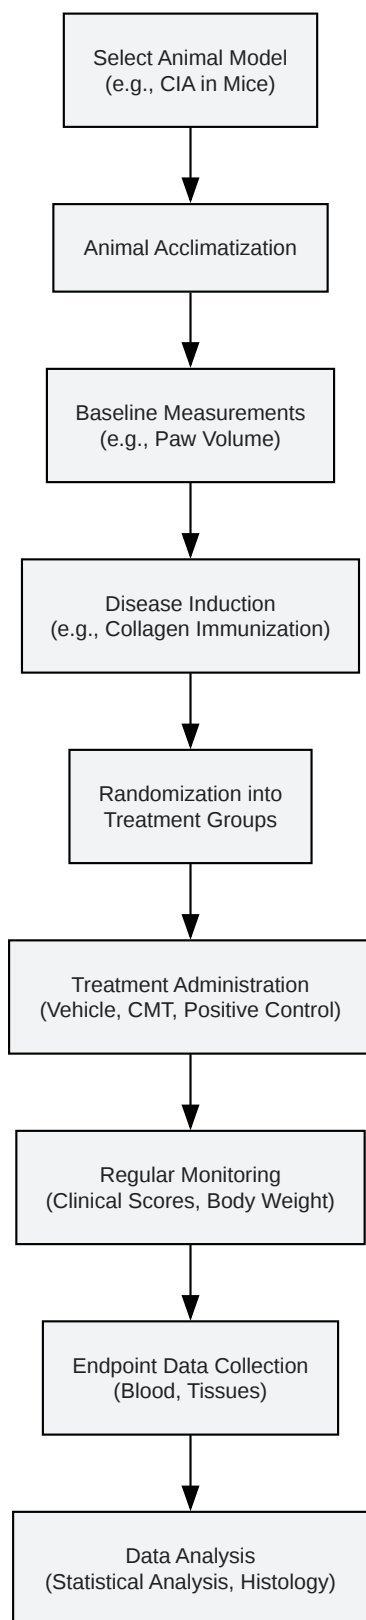 Select Animal Model
(e.g., CIA in Mice)
Animal Acclimatization
Baseline Measurements
(e.g., Paw Volume)
Disease Induction
(e.g., Collagen Immunization)
Randomization into
Treatment Groups
Treatment Administration
(Vehicle, CMT, Positive Control)
Regular Monitoring
(Clinical Scores, Body Weight)
Endpoint Data Collection
(Blood, Tissues)
Data Analysis
(Statistical Analysis, Histology)